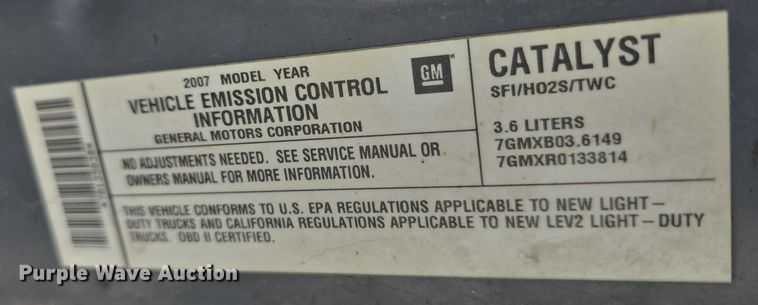 2007 MODEL YEAR
VEHICLE EMISSION CONTROL
INFORMATION
GENERAL MOTORS CORPORATION
GM
NO ADJUSTMENTS NEEDED. SEE SERVICE MANUAL OR
OWNERS MANUAL FOR MORE INFORMATION.
CATALYST
SFI/HO2S/TWC
3.6 LITERS
7GMXB03.6149
7GMXR0133814
THIS VEHICLE CONFORMS TO U.S. EPA REGULATIONS APPLICABLE TO NEW LIGHT-
DUTY TRUCKS AND CALIFORNIA REGULATIONS APPLICABLE TO NEW LEV2 LIGHT-DUTY
TRUCKS. OBD II CERTIFIED.
Purple Wave Auction